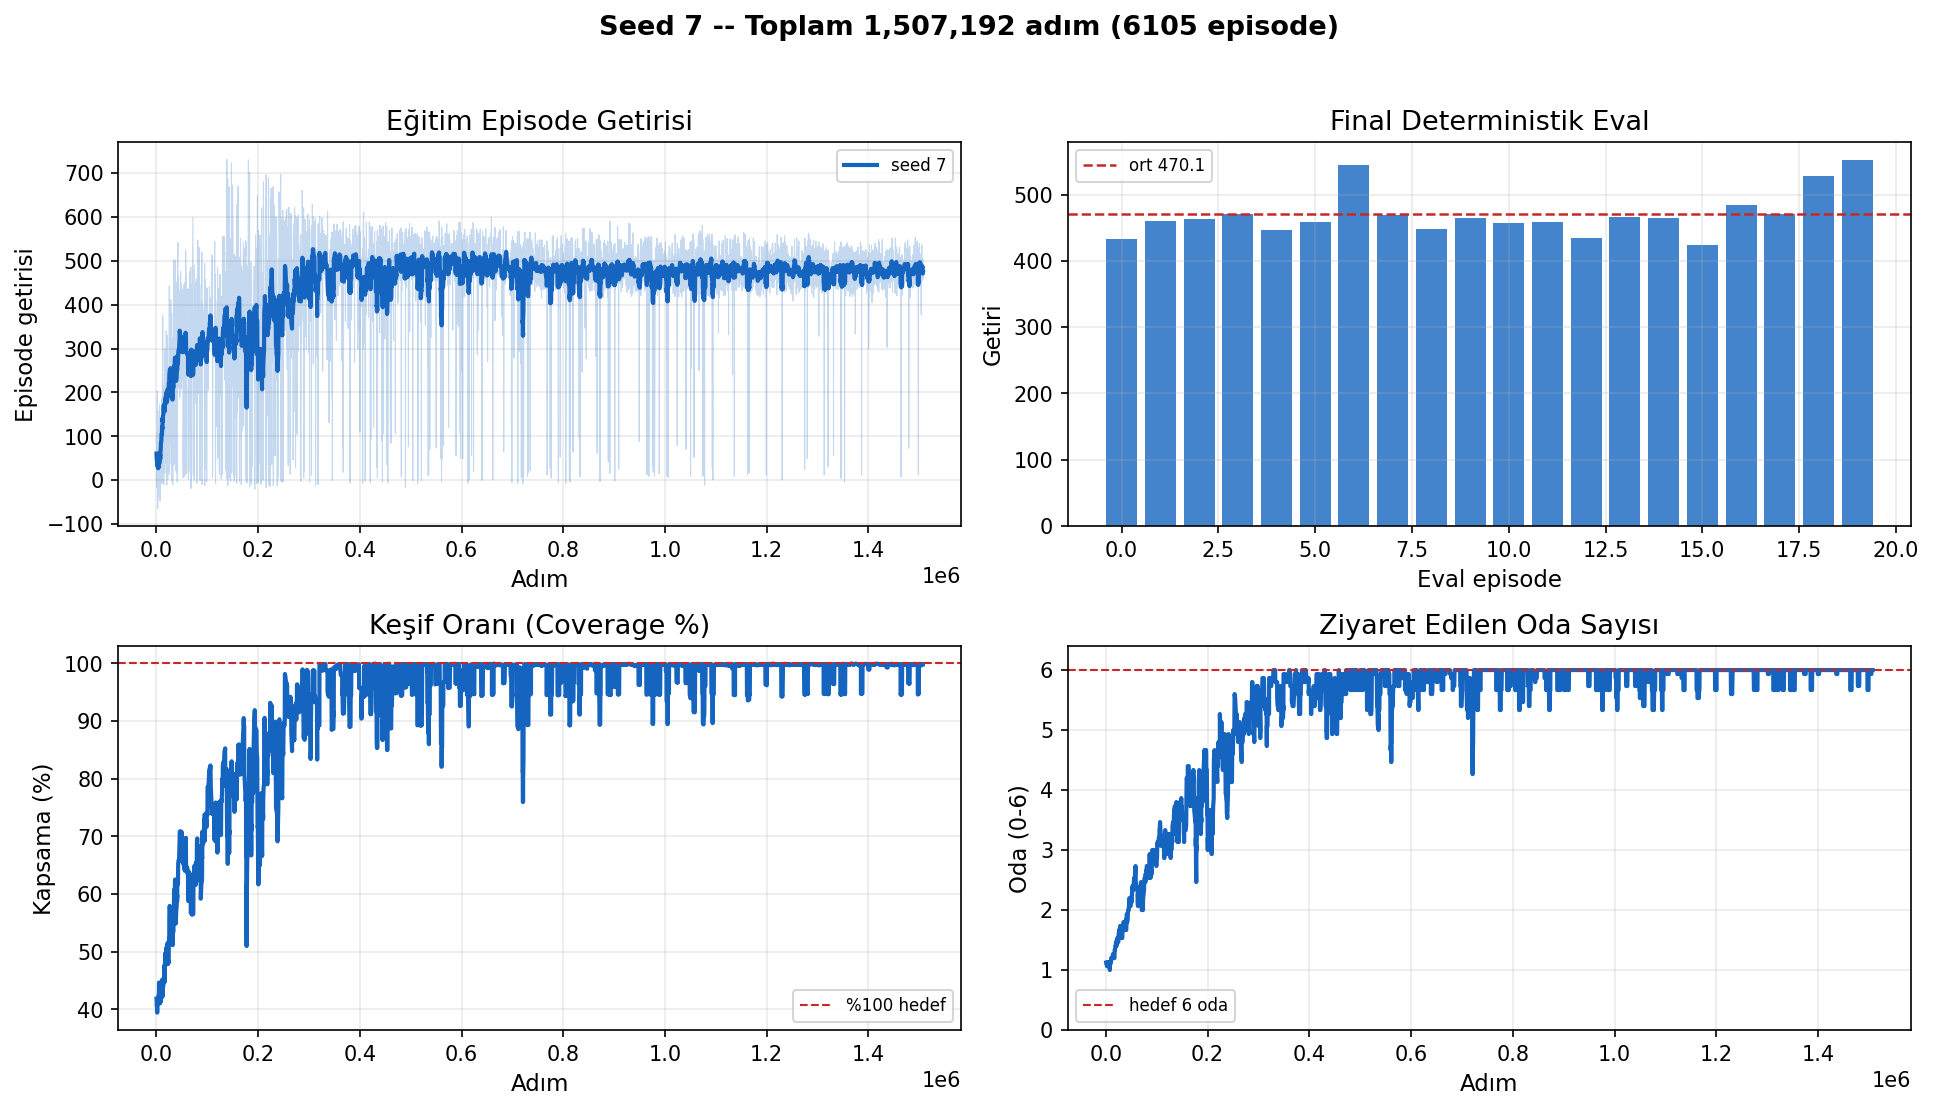 Seed 7 -- Toplam 1,507,192 adım (6105 episode)
Eğitim Episode Getirisi
Episode getirisi
700
600
500
400
300
200
100
0
−100
seed 7
0.0 0.2 0.4 0.6 0.8 1.0 1.2 1.4
1e6
Adım
Final Deterministik Eval
Getiri
500
400
300
200
100
0
ort 470.1
0.0 2.5 5.0 7.5 10.0 12.5 15.0 17.5 20.0
Eval episode
Keşif Oranı (Coverage %)
Kapsama (%)
100
90
80
70
60
50
40
%100 hedef
0.0 0.2 0.4 0.6 0.8 1.0 1.2 1.4
1e6
Adım
Ziyaret Edilen Oda Sayısı
Oda (0-6)
6
5
4
3
2
1
0
hedef 6 oda
0.0 0.2 0.4 0.6 0.8 1.0 1.2 1.4
1e6
Adım